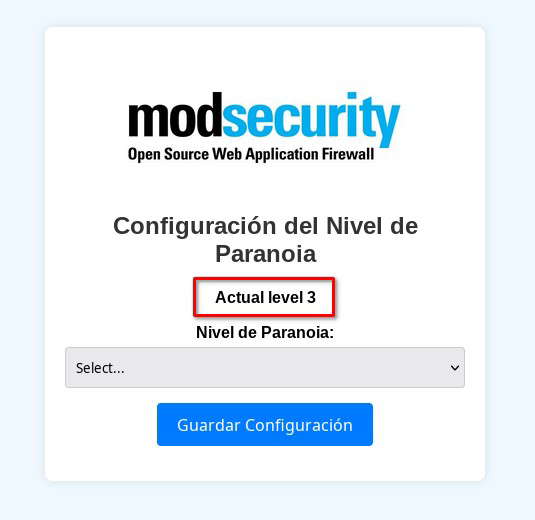 modsecurity
Open Source Web Application Firewall
Configuración del Nivel de
Paranoia
Actual level 3
Nivel de Paranoia:
Select...
Guardar Configuración